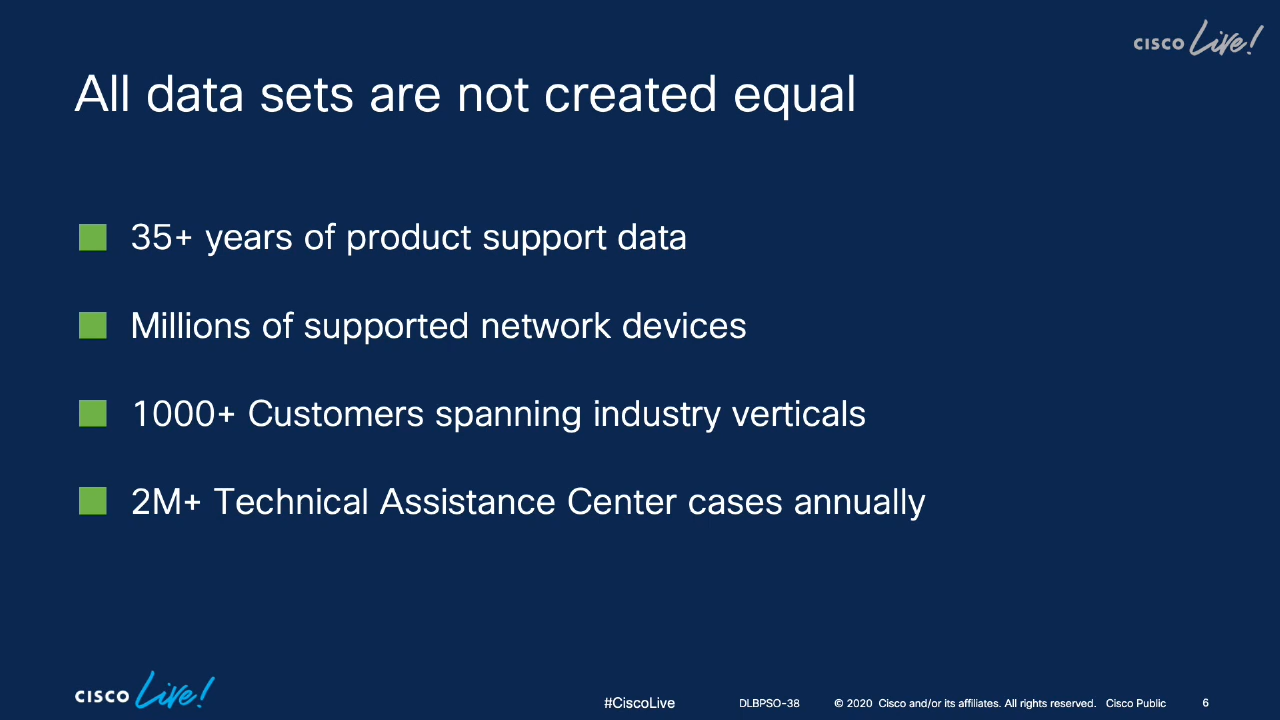 CISCO Live!
All data sets are not created equal
35+ years of product support data
Millions of supported network devices
1000+ Customers spanning industry verticals
2M+ Technical Assistance Center cases annually
CISCO Live!
#CiscoLive DLBPSO-38 © 2020 Cisco and/or its affiliates. All rights reserved. Cisco Public 6